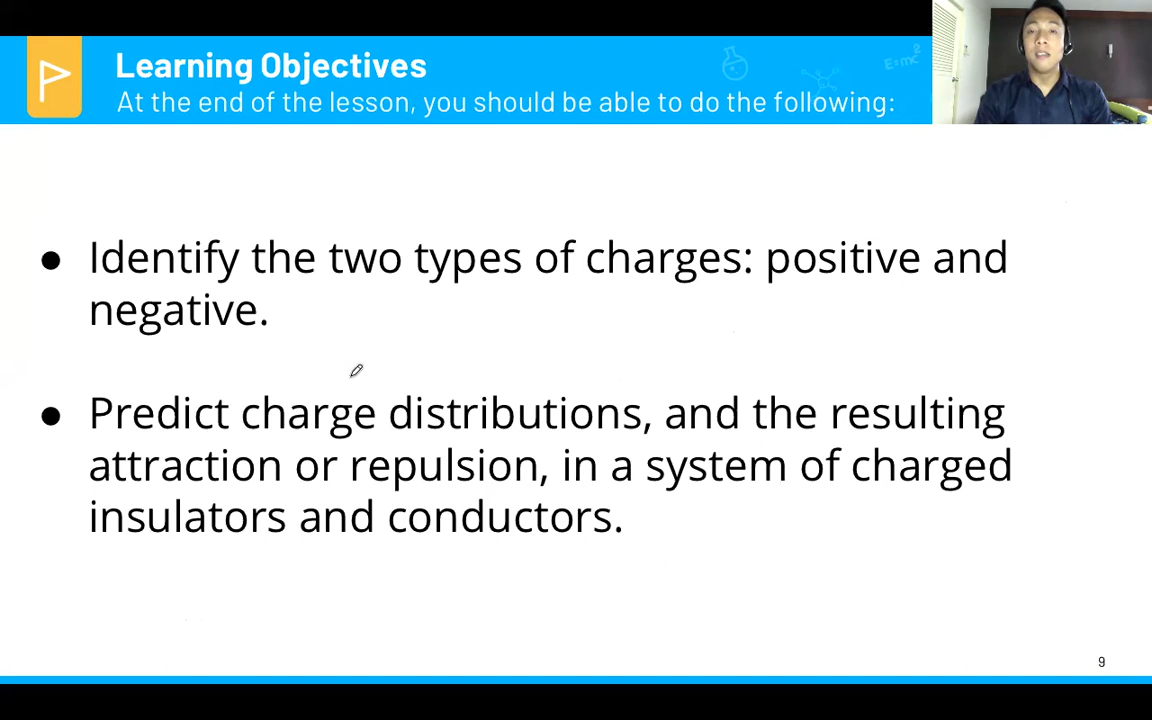 Learning Objectives
At the end of the lesson, you should be able to do the following:
E=mc²
● Identify the two types of charges: positive and
negative.
● Predict charge distributions, and the resulting
attraction or repulsion, in a system of charged
insulators and conductors.
9